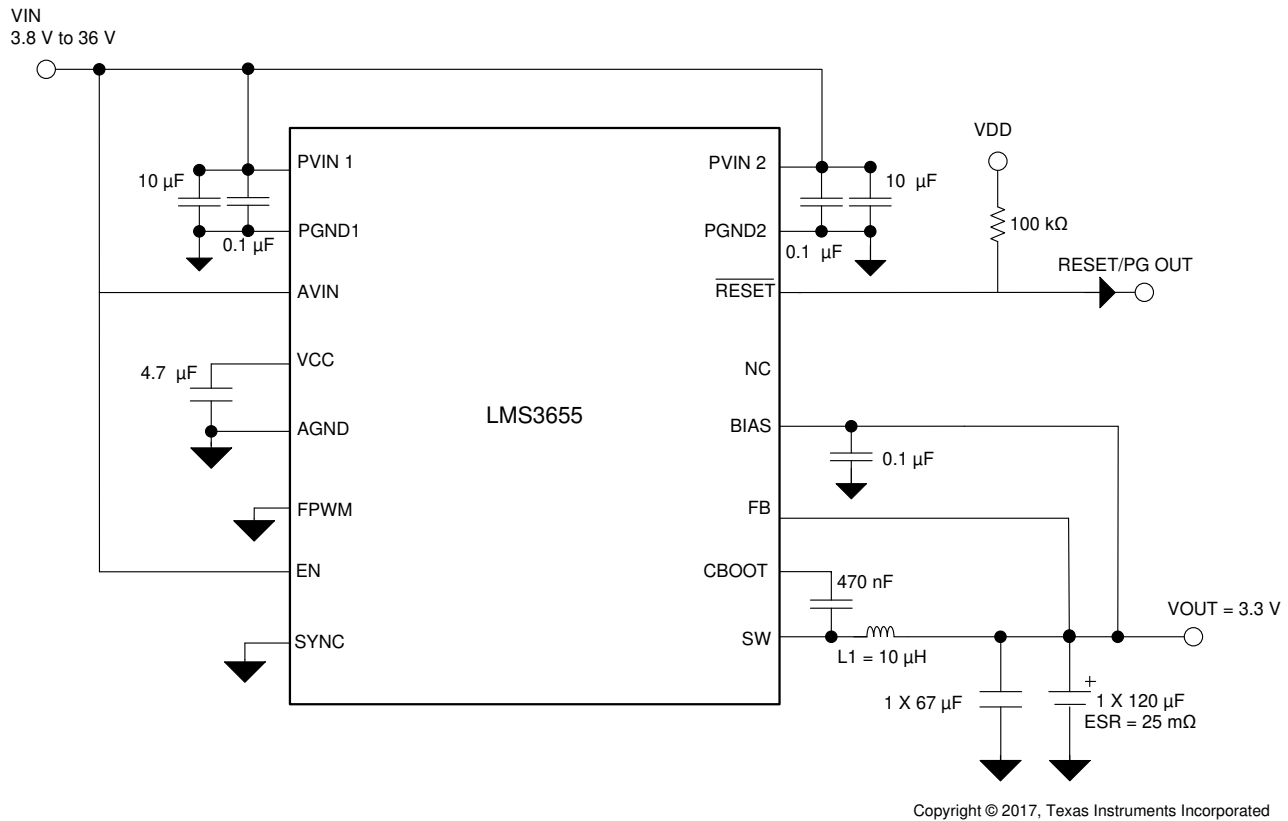 VIN
3.8 V to 36 V
VDD
PVIN 1
PVIN 2
10 µF
0.1 µF
10 µF
0.1 µF
100 kΩ
PGND1
PGND2
RESET/PG OUT
AVIN
RESET
VCC
4.7 µF
NC
LMS3655
AGND
BIAS
0.1 µF
FPWM
FB
EN
CBOOT
470 nF
VOUT = 3.3 V
SYNC
SW
L1 = 10 µH
1 X 67 µF
+
1 X 120 µF
ESR = 25 mΩ
Copyright © 2017, Texas Instruments Incorporated